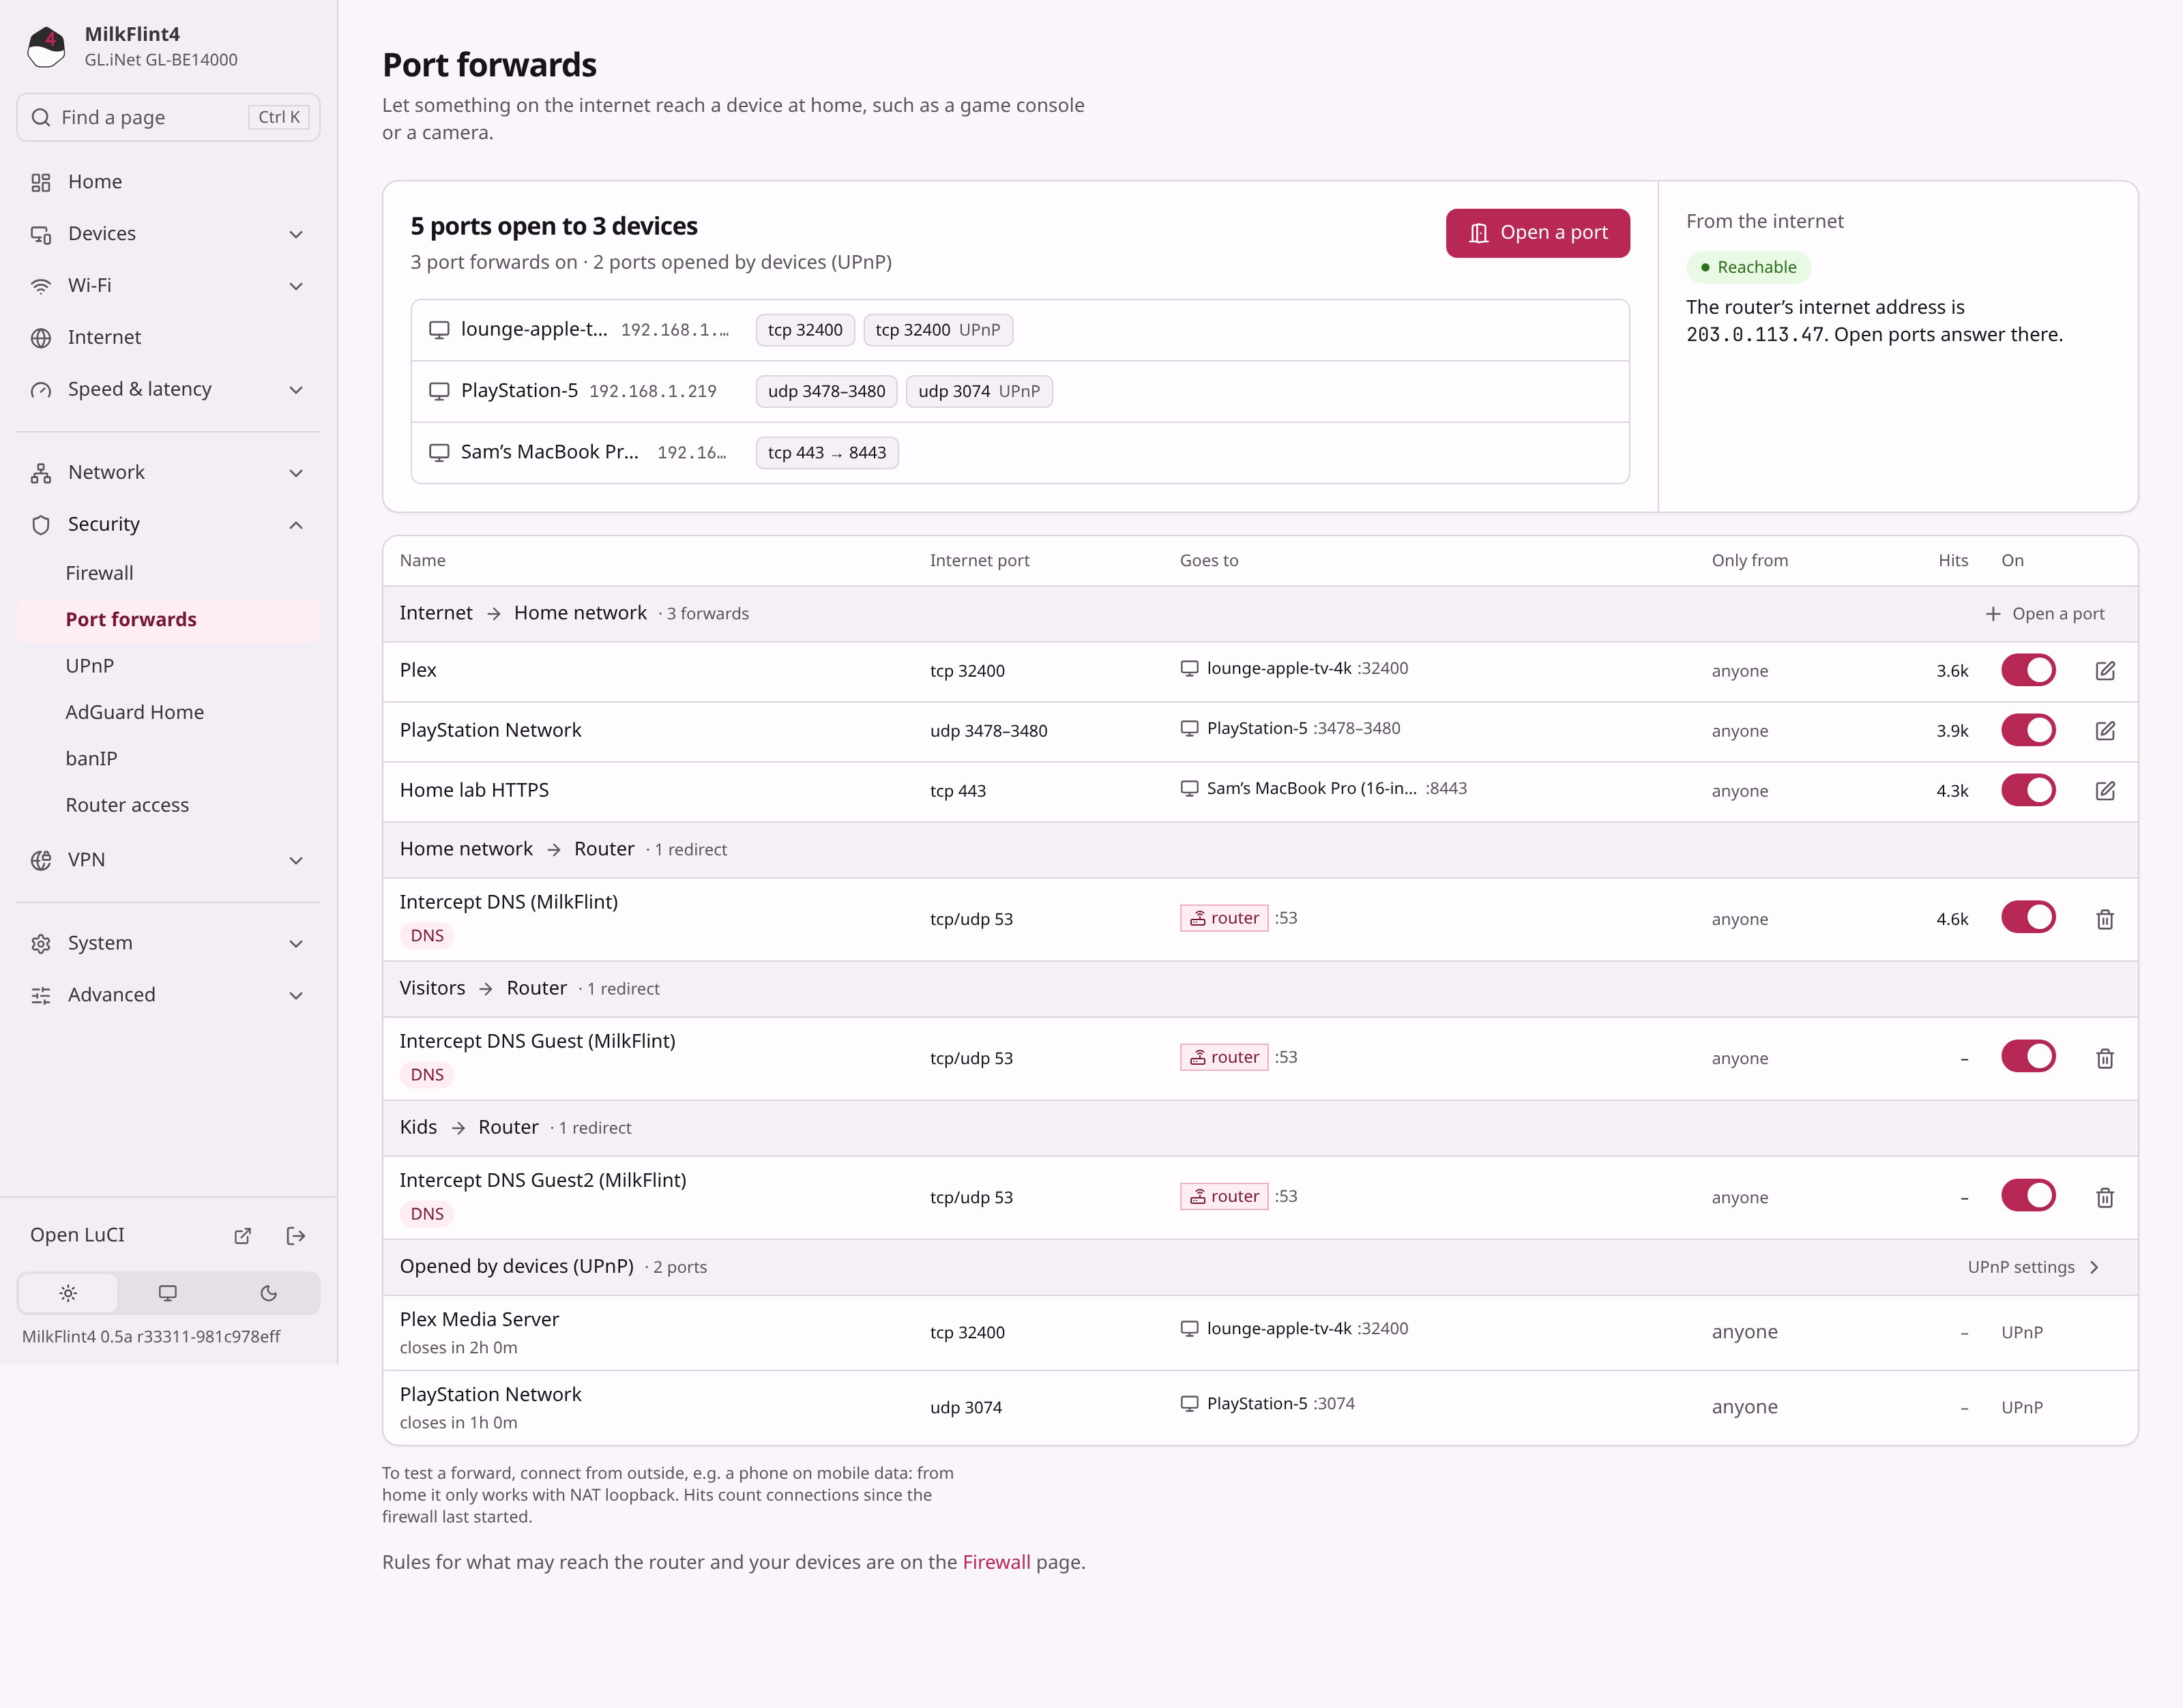 MilkFlint4
GL.iNet GL-BE14000
Find a page
Ctrl K
Home
Devices
Wi-Fi
Internet
Speed & latency
Network
Security
Firewall
Port forwards
UPnP
AdGuard Home
banIP
Router access
VPN
System
Advanced
Open LuCI
MilkFlint4 0.5a r33311-981c978eff
Port forwards
Let something on the internet reach a device at home, such as a game console
or a camera.
5 ports open to 3 devices
3 port forwards on · 2 ports opened by devices (UPnP)
Open a port
lounge-apple-t... 192.168.1.… tcp 32400 tcp 32400 UPnP
PlayStation-5 192.168.1.219 udp 3478–3480 udp 3074 UPnP
Sam’s MacBook Pr... 192.16… tcp 443 → 8443
From the internet
Reachable
The router’s internet address is
203.0.113.47. Open ports answer there.
Name Internet port Goes to Only from Hits On
Internet → Home network · 3 forwards Open a port
Plex tcp 32400 lounge-apple-tv-4k :32400 anyone 3.6k
PlayStation Network udp 3478–3480 PlayStation-5 :3478–3480 anyone 3.9k
Home lab HTTPS tcp 443 Sam’s MacBook Pro (16-in... :8443 anyone 4.3k
Home network → Router · 1 redirect
Intercept DNS (MilkFlint) tcp/udp 53 router :53 anyone 4.6k
DNS
Visitors → Router · 1 redirect
Intercept DNS Guest (MilkFlint) tcp/udp 53 router :53 anyone –
DNS
Kids → Router · 1 redirect
Intercept DNS Guest2 (MilkFlint) tcp/udp 53 router :53 anyone –
DNS
Opened by devices (UPnP) · 2 ports UPnP settings
Plex Media Server tcp 32400 lounge-apple-tv-4k :32400 anyone – UPnP
closes in 2h 0m
PlayStation Network udp 3074 PlayStation-5 :3074 anyone – UPnP
closes in 1h 0m
To test a forward, connect from outside, e.g. a phone on mobile data: from
home it only works with NAT loopback. Hits count connections since the
firewall last started.
Rules for what may reach the router and your devices are on the Firewall page.